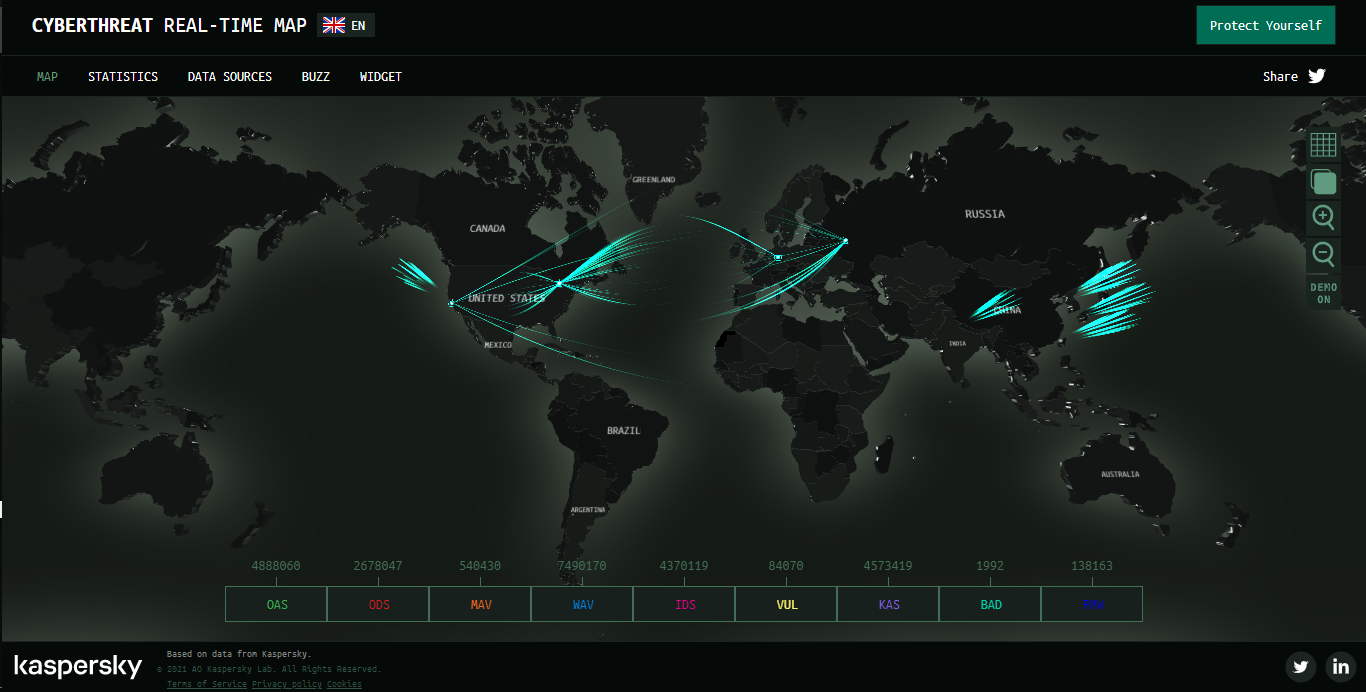 CYBERTHREAT REAL-TIME MAP EN
Protect Yourself
MAP STATISTICS DATA SOURCES BUZZ WIDGET
Share
GREENLAND
RUSSIA
CANADA
UNITED STATES
CHINA
MEXICO
INDIA
BRAZIL
AUSTRALIA
ARGENTINA
DEMO
ON
4888060 2678047 540430 7490170 4370119 84070 4573419 1992 138163
OAS ODS MAV WAV IDS VUL KAS BAD RMW
kaspersky
Based on data from Kaspersky.
© 2021 AO Kaspersky Lab. All Rights Reserved.
Terms of Service Privacy policy Cookies
in